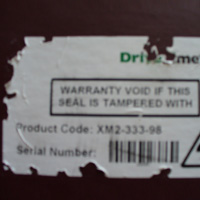 WARRANTY VOID IF THIS
SEAL IS TAMPERED WITH
Product Code: XM2-333-98
Serial Number: